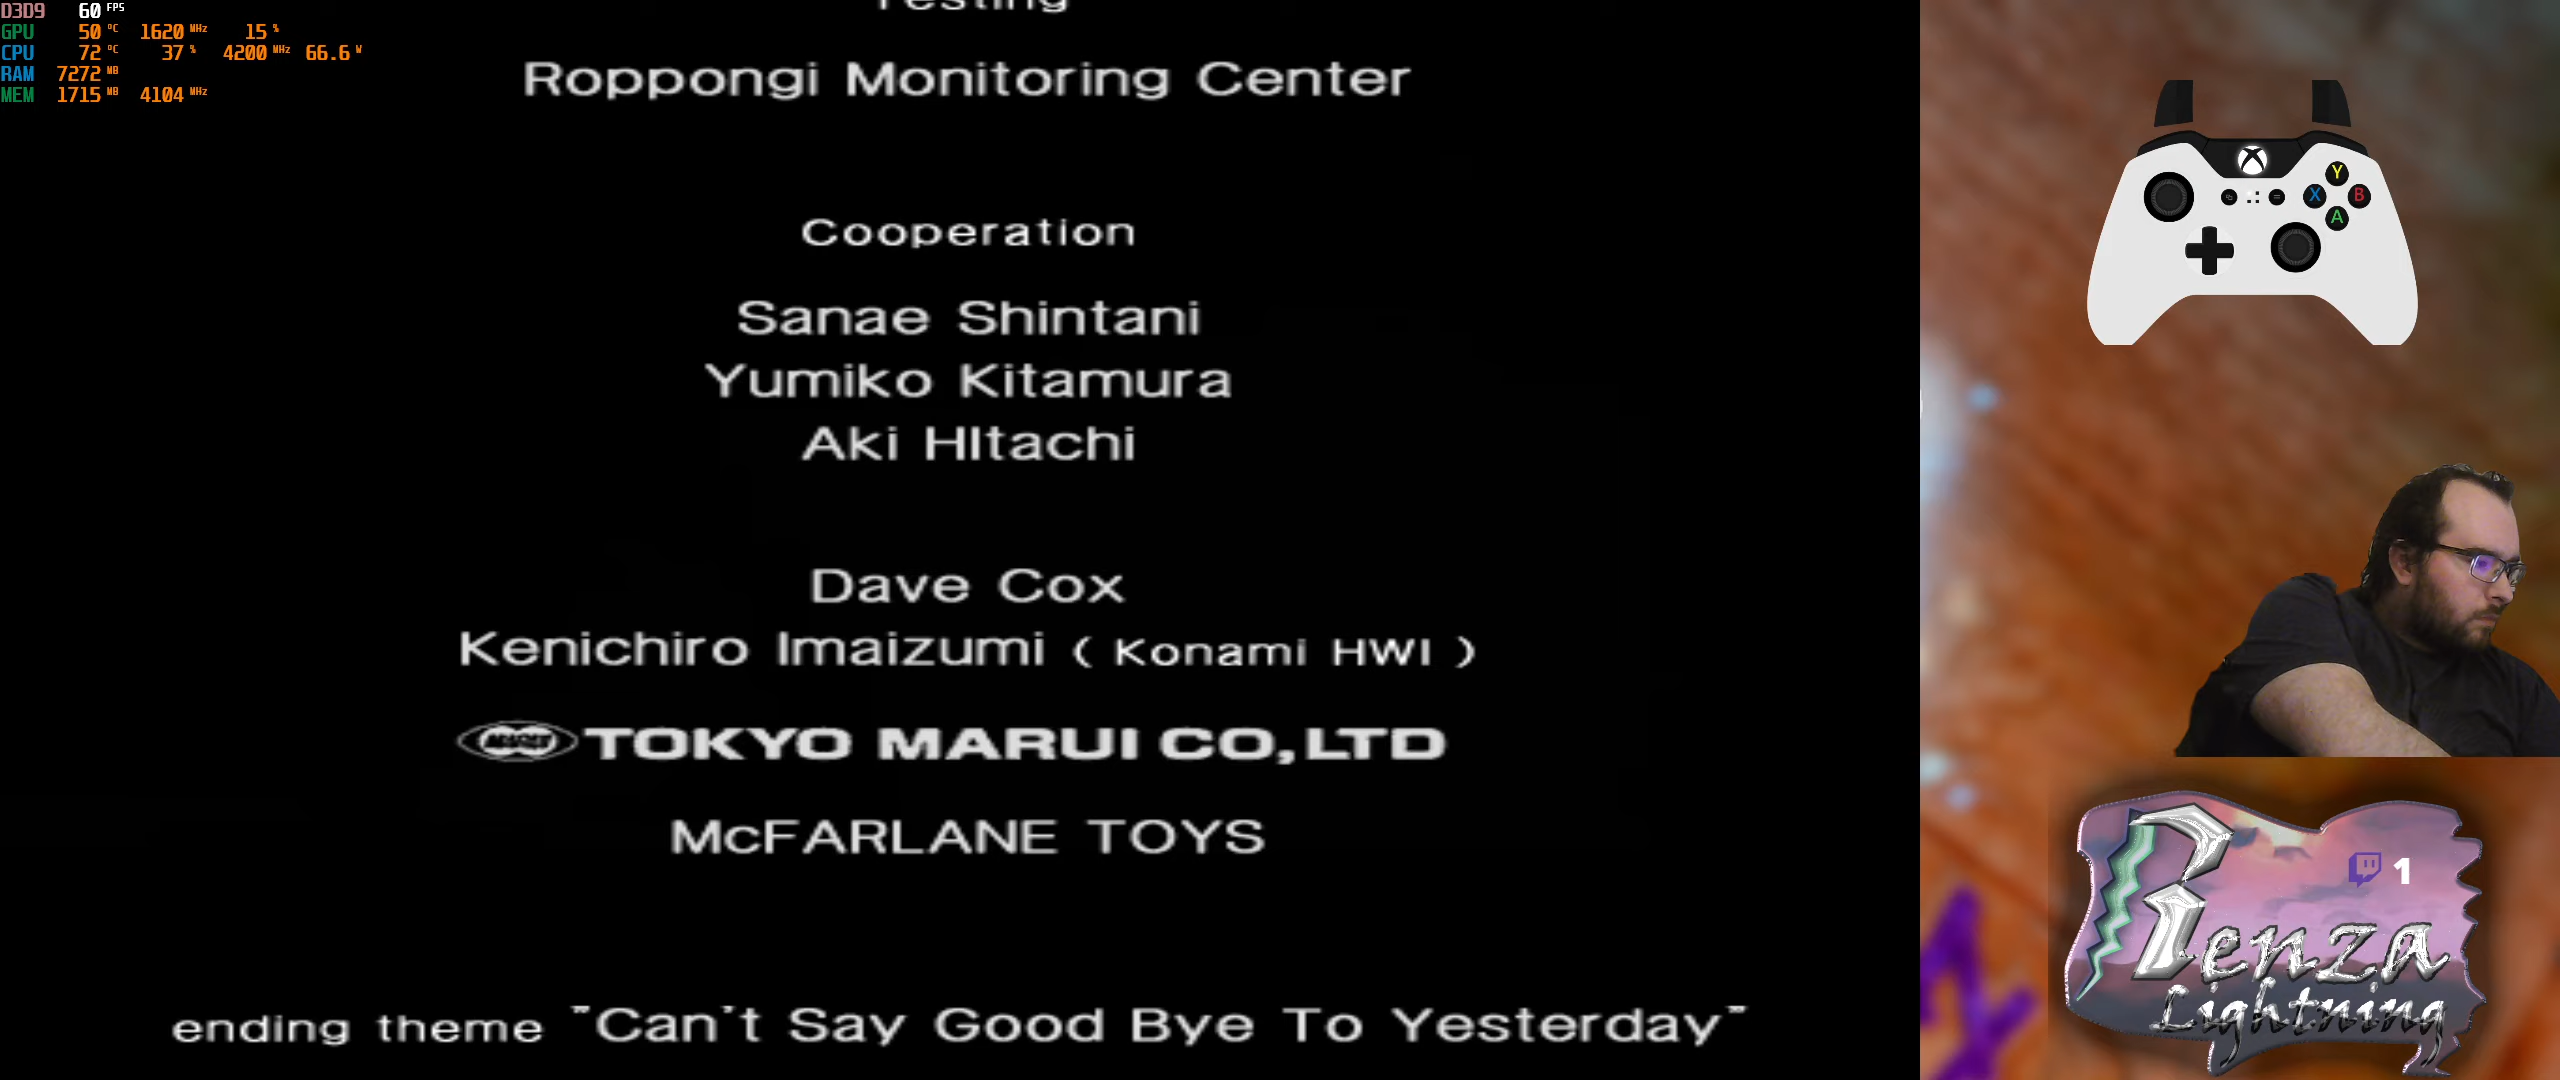 D3D9 60 FPS
GPU 50 °C 1620 MHz 15 %
CPU 72 °C 37 % 4200 MHz 66.6 W
RAM 7272 MB
MEM 1715 MB 4104 MHz
Testing
Roppongi Monitoring Center
Cooperation
Sanae Shintani
Yumiko Kitamura
Aki HItachi
Dave Cox
Kenichiro Imaizumi ( Konami HWI )
TOKYO MARUI CO,LTD
McFARLANE TOYS
ending theme "Can't Say Good Bye To Yesterday"
Y
X B
A
1
Renza
Lightning